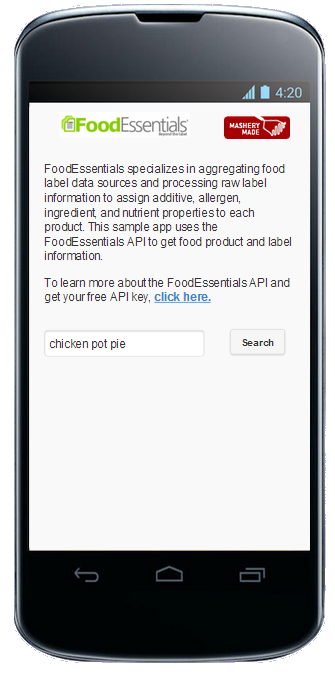 4:20
FoodEssentials
Beyond the label
MASHERY
MADE
FoodEssentials specializes in aggregating food
label data sources and processing raw label
information to assign additive, allergen,
ingredient, and nutrient properties to each
product. This sample app uses the
FoodEssentials API to get food product and label
information.
To learn more about the FoodEssentials API and
get your free API key, click here.
chicken pot pie
Search